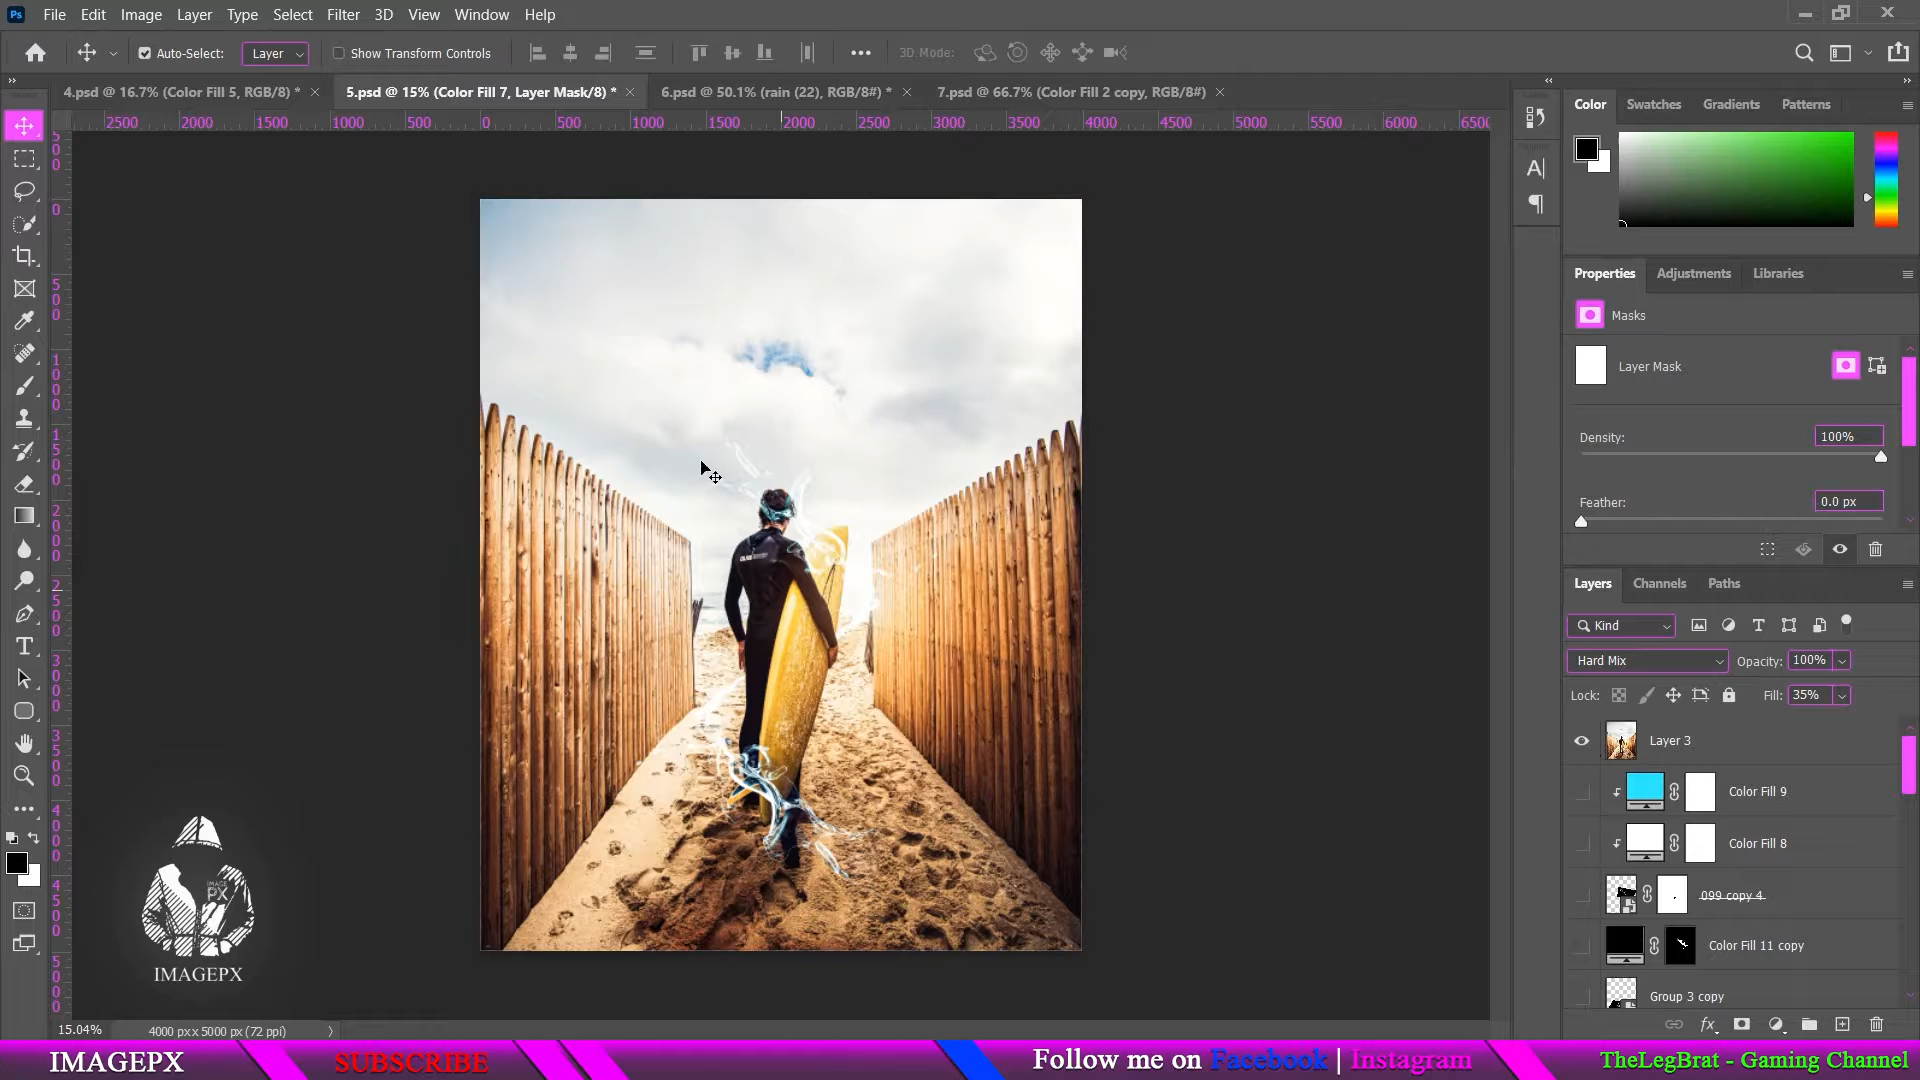 Ps File Edit Image Layer Type Select Filter 3D View Window Help
Auto-Select: Layer Show Transform Controls 3D Mode:
4.psd @ 16.7% (Color Fill 5, RGB/8) * 5.psd @ 15% (Color Fill 7, Layer Mask/8) * 6.psd @ 50.1% (rain (22), RGB/8#) * 7.psd @ 66.7% (Color Fill 2 copy, RGB/8#)
2500 2000 1500 1000 500 0 500 1000 1500 2000 2500 3000 3500 4000 4500 5000 5500 6000 6500
Color Swatches Gradients Patterns
Properties Adjustments Libraries
Masks
Layer Mask
Density: 100%
Feather: 0.0 px
Layers Channels Paths
Kind
Hard Mix Opacity: 100%
Lock: Fill: 35%
Layer 3
Color Fill 9
Color Fill 8
099 copy 4
Color Fill 11 copy
Group 3 copy
IMAGE
PX
IMAGEPX
15.04% 4000 px x 5000 px (72 ppi)
IMAGEPX SUBSCRIBE Follow me on Facebook | Instagram TheLegBrat - Gaming Channel